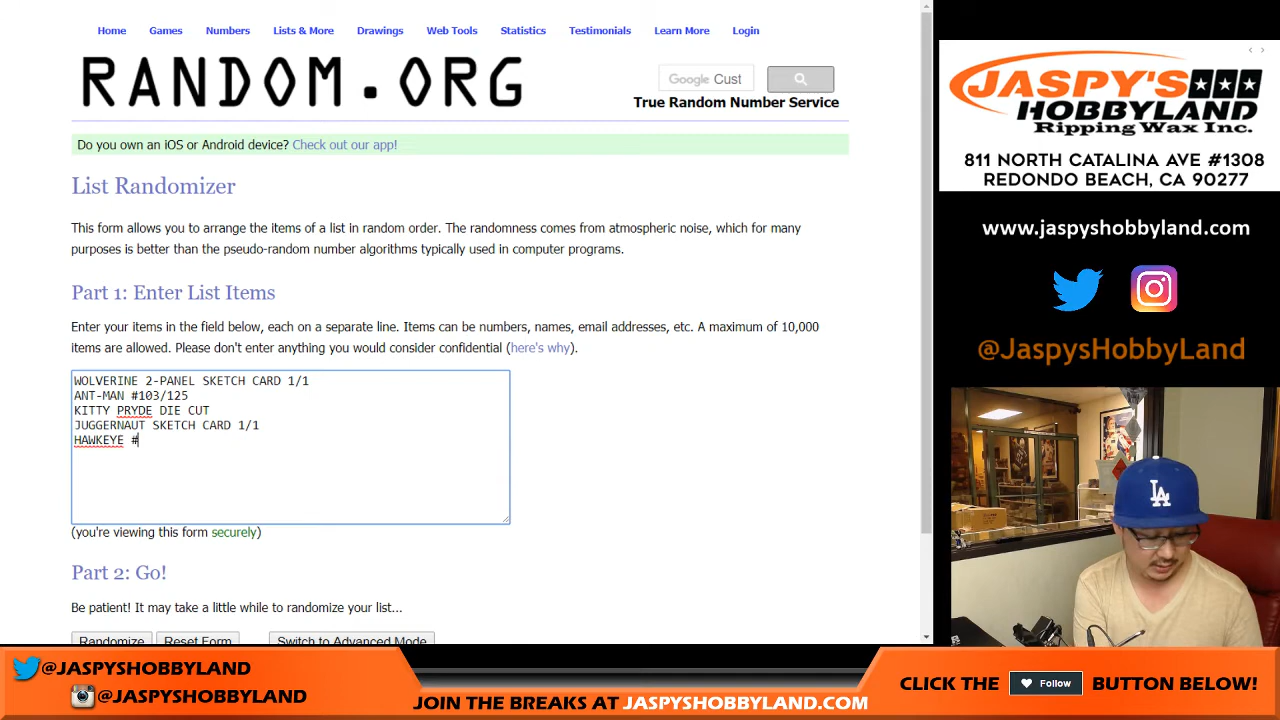 Home Games Numbers Lists & More Drawings Web Tools Statistics Testimonials Learn More Login
RANDOM.ORG
Google Cust
True Random Number Service
Do you own an iOS or Android device? Check out our app!
List Randomizer
This form allows you to arrange the items of a list in random order. The randomness comes from atmospheric noise, which for many
purposes is better than the pseudo-random number algorithms typically used in computer programs.
Part 1: Enter List Items
Enter your items in the field below, each on a separate line. Items can be numbers, names, email addresses, etc. A maximum of 10,000
items are allowed. Please don't enter anything you would consider confidential (here's why).
WOLVERINE 2-PANEL SKETCH CARD 1/1
ANT-MAN #103/125
KITTY PRYDE DIE CUT
JUGGERNAUT SKETCH CARD 1/1
HAWKEYE #
(you're viewing this form securely)
Part 2: Go!
Be patient! It may take a little while to randomize your list...
Randomize Reset Form Switch to Advanced Mode
JASPY'S
HOBBYLAND
Ripping Wax Inc.
811 NORTH CATALINA AVE #1308
REDONDO BEACH, CA 90277
www.jaspyshobbyland.com
@JaspysHobbyLand
LA
@JASPYSHOBBYLAND
@JASPYSHOBBYLAND
JOIN THE BREAKS AT JASPYSHOBBYLAND.COM
CLICK THE Follow BUTTON BELOW!